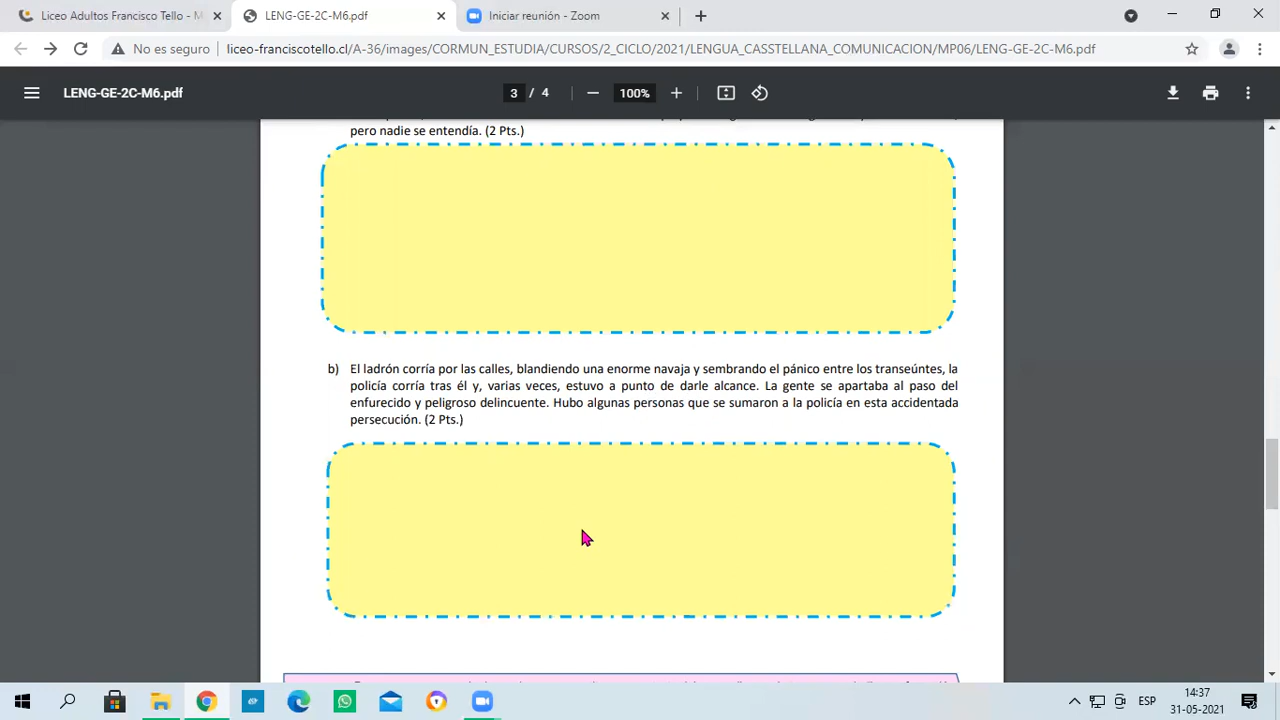 Liceo Adultos Francisco Tello - M
LENG-GE-2C-M6.pdf
Iniciar reunión - Zoom
No es seguro
liceo-franciscotello.cl/A-36/images/CORMUN_ESTUDIA/CURSOS/2_CICLO/2021/LENGUA_CASSTELLANA_COMUNICACION/MP06/LENG-GE-2C-M6.pdf
LENG-GE-2C-M6.pdf
3 / 4
100%
pero nadie se entendía. (2 Pts.)
b) El ladrón corría por las calles, blandiendo una enorme navaja y sembrando el pánico entre los transeúntes, la
policía corría tras él y, varias veces, estuvo a punto de darle alcance. La gente se apartaba al paso del
enfurecido y peligroso delincuente. Hubo algunas personas que se sumaron a la policía en esta accidentada
persecución. (2 Pts.)
ESP
14:37
31-05-2021